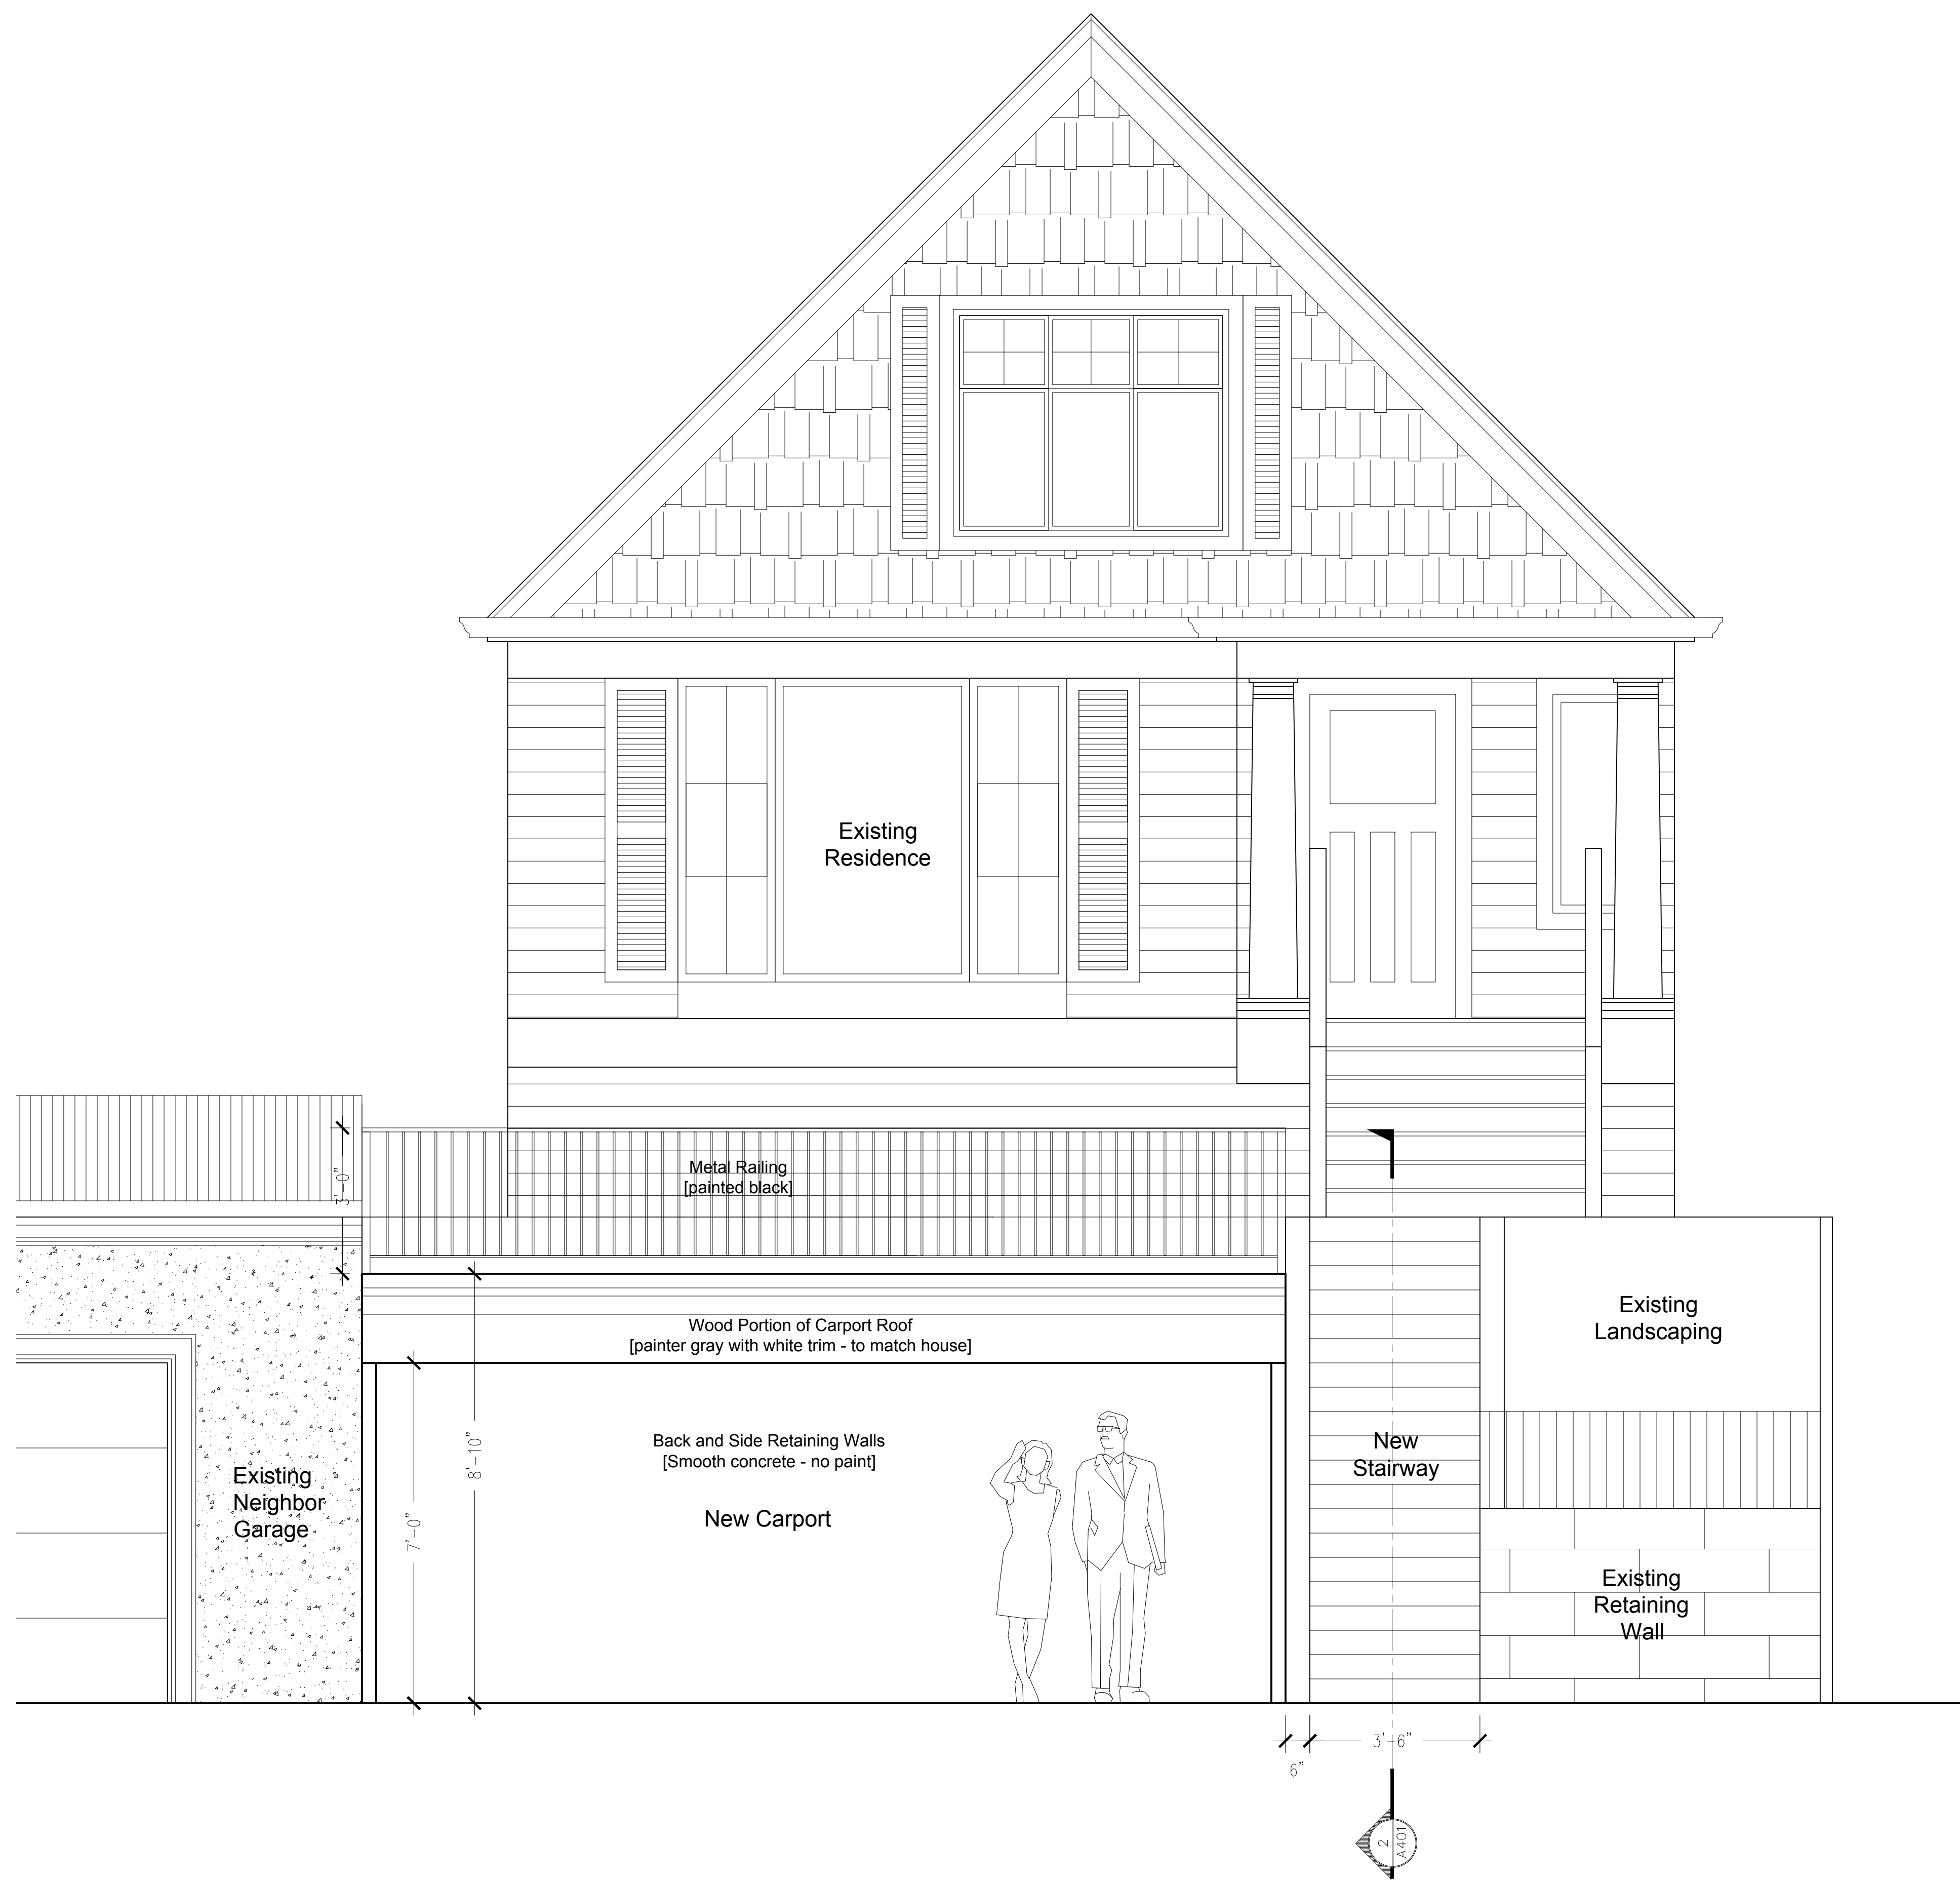 Existing
Residence
Metal Railing
[painted black]
3'-0"
Wood Portion of Carport Roof
[painter gray with white trim - to match house]
Existing
Landscaping
Back and Side Retaining Walls
[Smooth concrete - no paint]
New
Stairway
8'-10"
Existing
Neighbor
Garage
7'-0"
New Carport
Existing
Retaining
Wall
3'-6"
6"
2
A401